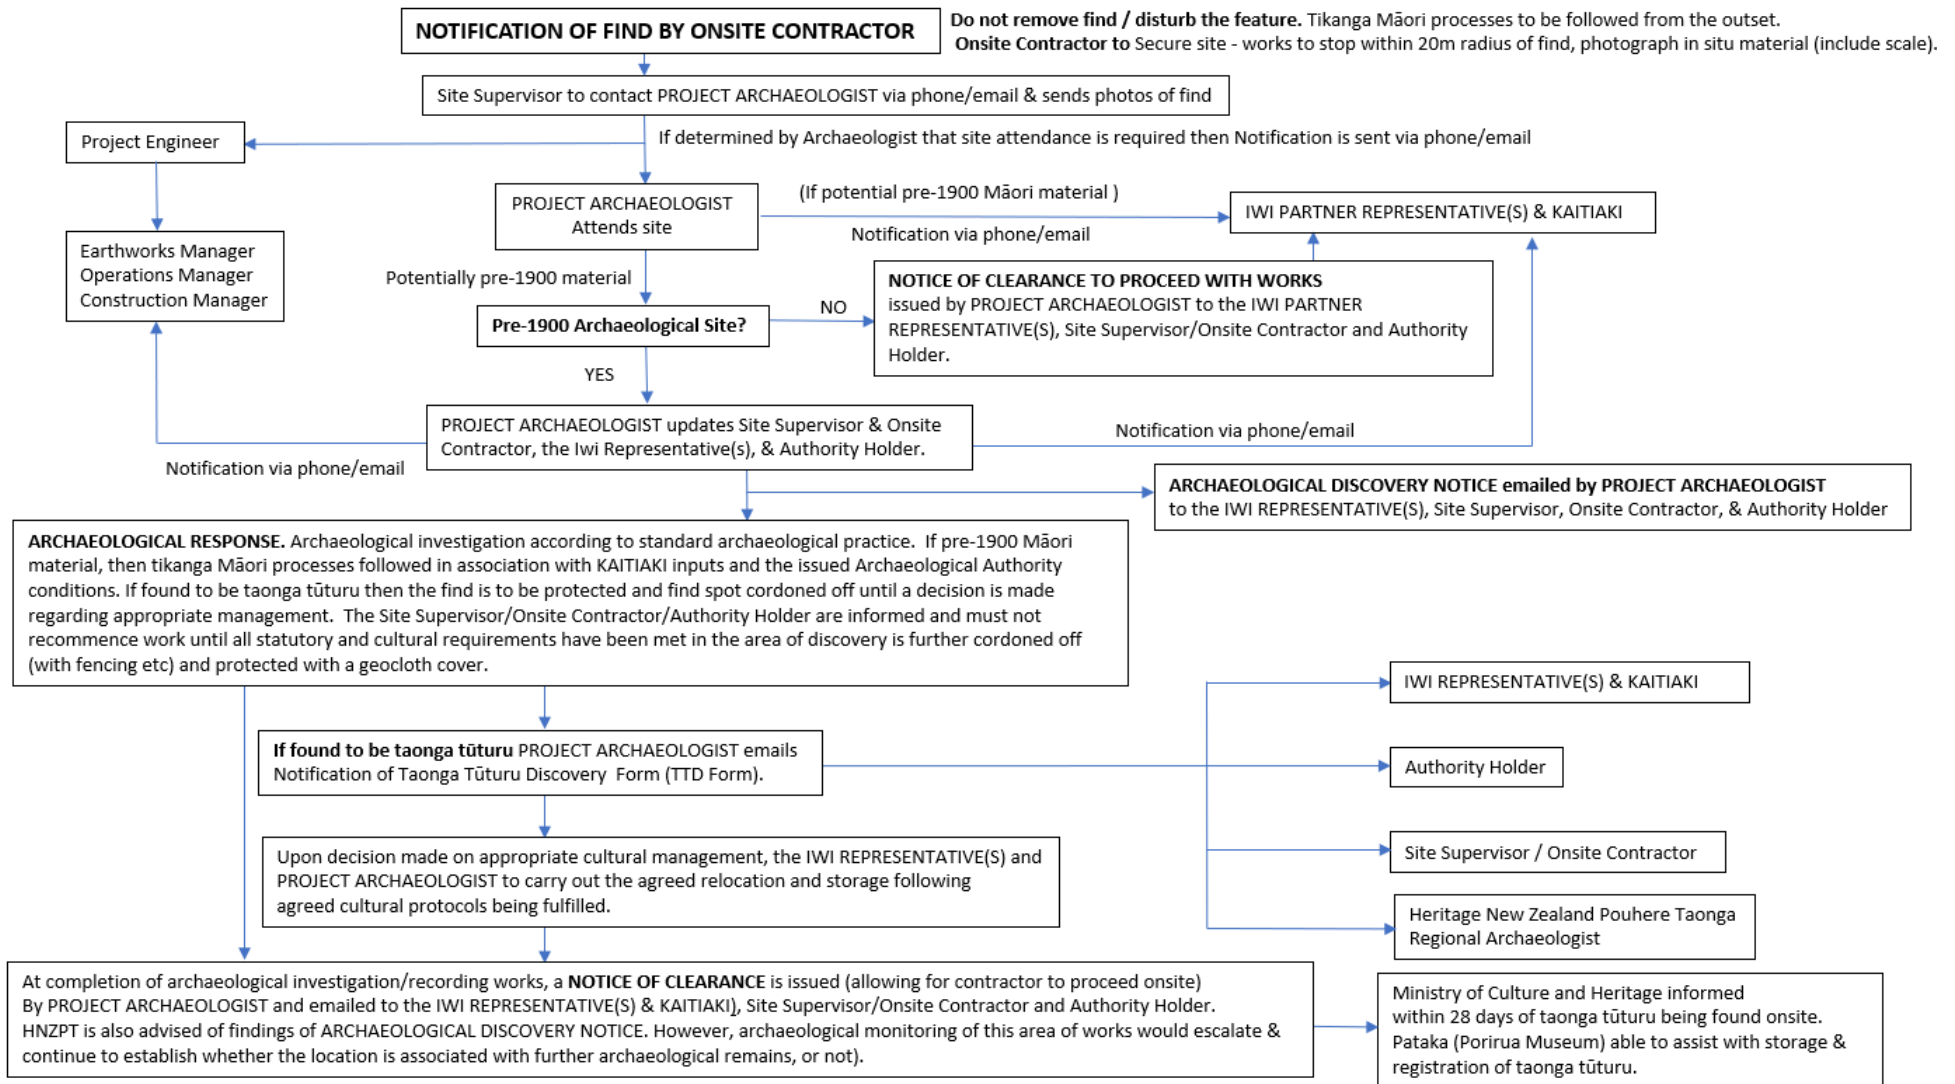 NOTIFICATION OF FIND BY ONSITE CONTRACTOR
Do not remove find / disturb the feature. Tikanga Māori processes to be followed from the outset.
Onsite Contractor to Secure site - works to stop within 20m radius of find, photograph in situ material (include scale).
Site Supervisor to contact PROJECT ARCHAEOLOGIST via phone/email & sends photos of find
If determined by Archaeologist that site attendance is required then Notification is sent via phone/email
Project Engineer
Earthworks Manager
Operations Manager
Construction Manager
PROJECT ARCHAEOLOGIST
Attends site
(If potential pre-1900 Māori material )
Notification via phone/email
IWI PARTNER REPRESENTATIVE(S) & KAITIAKI
Potentially pre-1900 material
Pre-1900 Archaeological Site?
NO
NOTICE OF CLEARANCE TO PROCEED WITH WORKS
issued by PROJECT ARCHAEOLOGIST to the IWI PARTNER
REPRESENTATIVE(S), Site Supervisor/Onsite Contractor and Authority
Holder.
YES
PROJECT ARCHAEOLOGIST updates Site Supervisor & Onsite
Contractor, the Iwi Representative(s), & Authority Holder.
Notification via phone/email
Notification via phone/email
ARCHAEOLOGICAL DISCOVERY NOTICE emailed by PROJECT ARCHAEOLOGIST
to the IWI REPRESENTATIVE(S), Site Supervisor, Onsite Contractor, & Authority Holder
ARCHAEOLOGICAL RESPONSE. Archaeological investigation according to standard archaeological practice. If pre-1900 Māori
material, then tikanga Māori processes followed in association with KAITIAKI inputs and the issued Archaeological Authority
conditions. If found to be taonga tūturu then the find is to be protected and find spot cordoned off until a decision is made
regarding appropriate management. The Site Supervisor/Onsite Contractor/Authority Holder are informed and must not
recommence work until all statutory and cultural requirements have been met in the area of discovery is further cordoned off
(with fencing etc) and protected with a geocloth cover.
If found to be taonga tūturu PROJECT ARCHAEOLOGIST emails
Notification of Taonga Tūturu Discovery Form (TTD Form).
IWI REPRESENTATIVE(S) & KAITIAKI
Authority Holder
Site Supervisor / Onsite Contractor
Heritage New Zealand Pouhere Taonga
Regional Archaeologist
Upon decision made on appropriate cultural management, the IWI REPRESENTATIVE(S) and
PROJECT ARCHAEOLOGIST to carry out the agreed relocation and storage following
agreed cultural protocols being fulfilled.
At completion of archaeological investigation/recording works, a NOTICE OF CLEARANCE is issued (allowing for contractor to proceed onsite)
By PROJECT ARCHAEOLOGIST and emailed to the IWI REPRESENTATIVE(S) & KAITIAKI), Site Supervisor/Onsite Contractor and Authority Holder.
HNZPT is also advised of findings of ARCHAEOLOGICAL DISCOVERY NOTICE. However, archaeological monitoring of this area of works would escalate &
continue to establish whether the location is associated with further archaeological remains, or not).
Ministry of Culture and Heritage informed
within 28 days of taonga tūturu being found onsite.
Pataka (Porirua Museum) able to assist with storage &
registration of taonga tūturu.